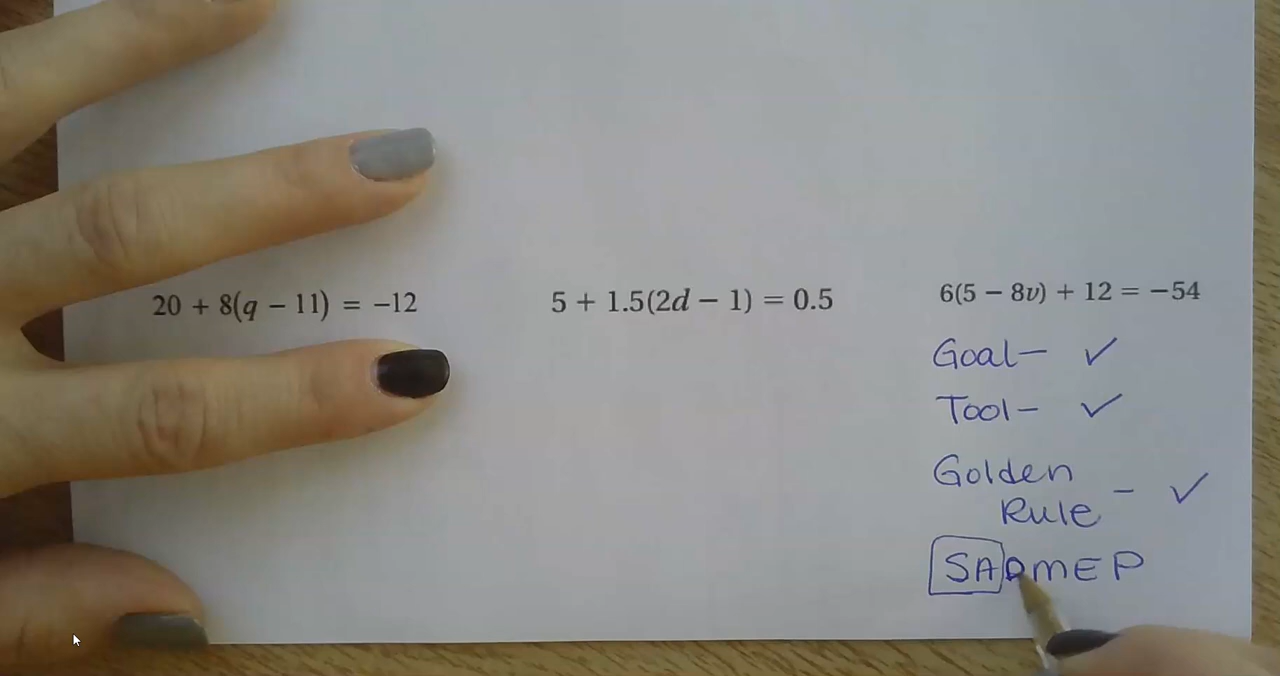 20 + 8(q − 11) = −12
5 + 1.5(2d − 1) = 0.5
6(5 − 8v) + 12 = −54
Goal— ✓
Tool— ✓
Golden
Rule — ✓
SADMEP